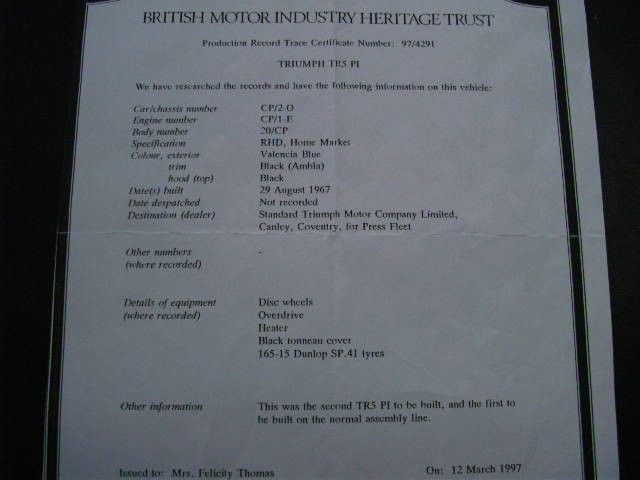 BRITISH MOTOR INDUSTRY HERITAGE TRUST
Production Record Trace Certificate Number: 97/4291
TRIUMPH TR5 PI
We have researched the records and have the following information on this vehicle:
Car/chassis number CP/2-O
Engine number CP/1-E
Body number 20/CP
Specification RHD, Home Market
Colour, exterior Valencia Blue
trim Black (Ambla)
hood (top) Black
Date(s) built 29 August 1967
Date despatched Not recorded
Destination (dealer) Standard Triumph Motor Company Limited,
Canley, Coventry, for Press Fleet
Other numbers -
(where recorded)
Details of equipment Disc wheels
(where recorded) Overdrive
Heater
Black tonneau cover
165-15 Dunlop SP.41 tyres
Other information This was the second TR5 PI to be built, and the first to
be built on the normal assembly line.
Issued to: Mrs. Felicity Thomas On: 12 March 1997